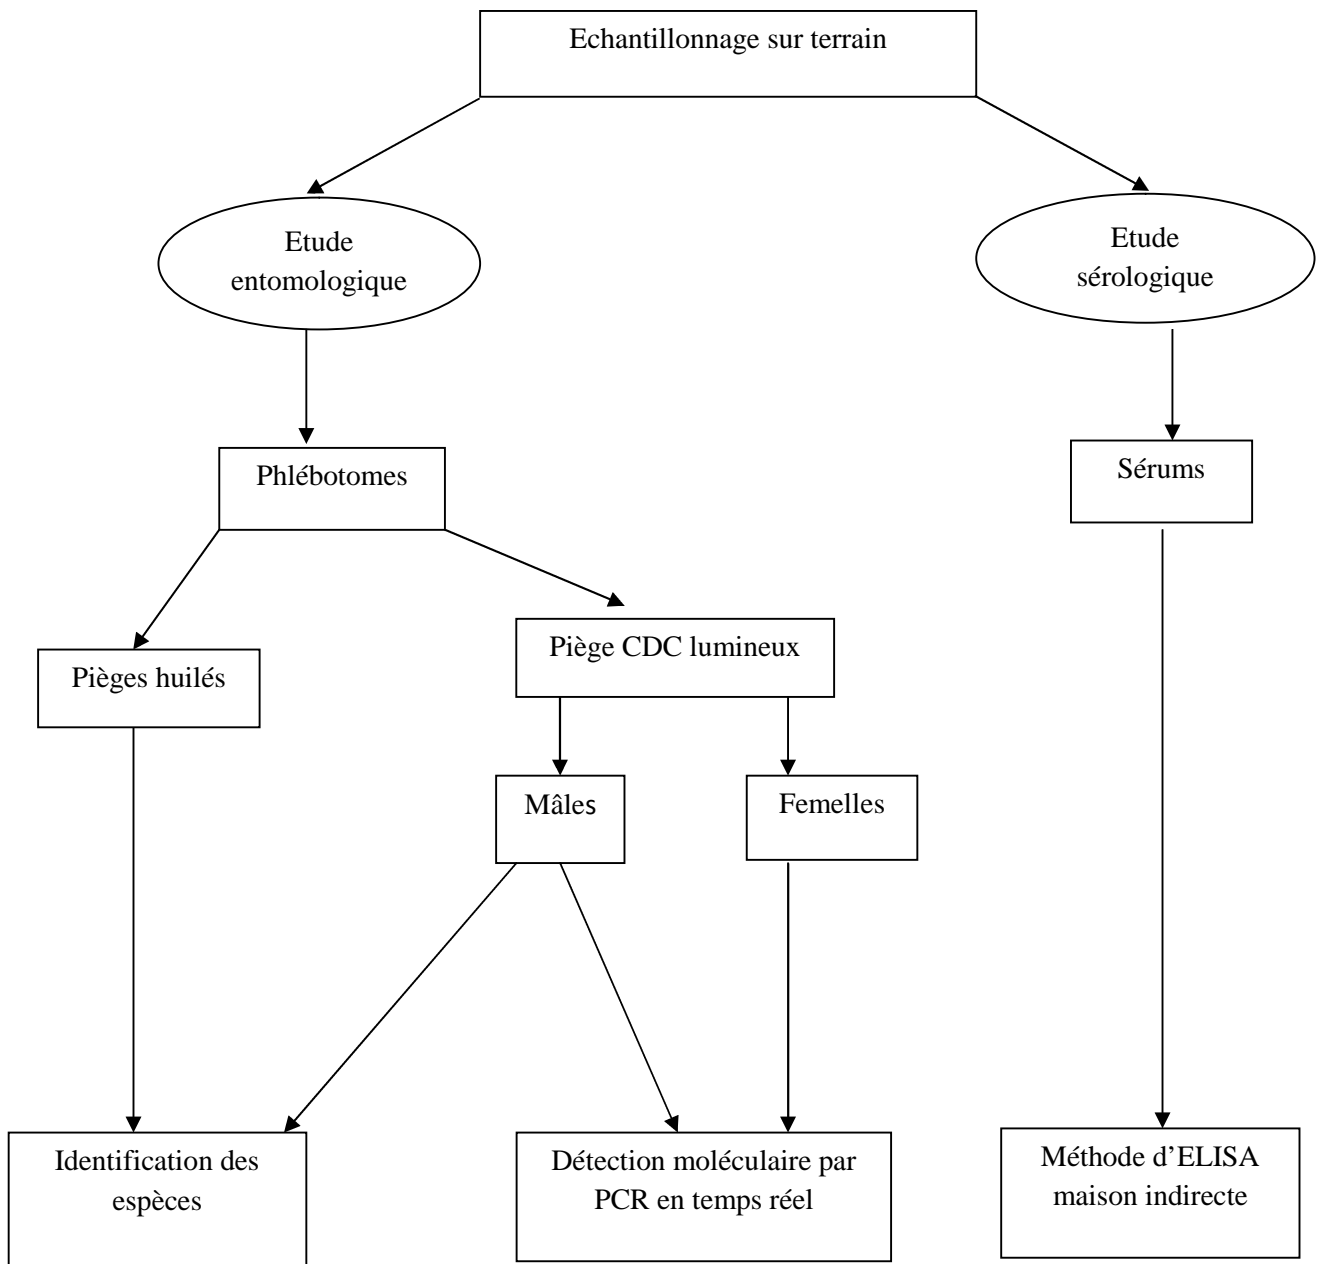 Echantillonnage sur terrain
Etude
entomologique
Etude
sérologique
Phlébotomes
Sérums
Pièges huilés
Piège CDC lumineux
Mâles
Femelles
Identification des
espèces
Détection moléculaire par
PCR en temps réel
Méthode d’ELISA
maison indirecte